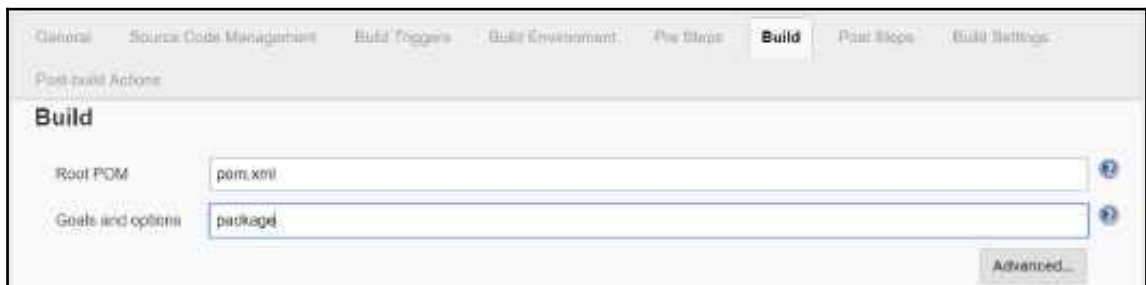 General Source Code Management Build Triggers Build Environment Pre Steps Build Post Steps Build Settings
Post-build Actions
Build
Root POM pom.xml
Goals and options package
Advanced...